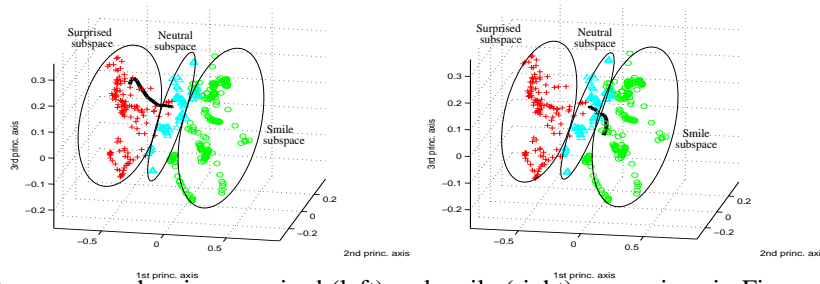 Surprised
subspace
Neutral
subspace
Smile
subspace
0.3
0.2
0.1
0
−0.1
−0.2
3rd princ. axis
−0.5
0
0.5
1st princ. axis
0.2
0
−0.2
2nd princ. axis
Surprised
subspace
Neutral
subspace
Smile
subspace
0.3
0.2
0.1
0
−0.1
−0.2
3rd princ. axis
−0.5
0
0.5
1st princ. axis
0.2
0
−0.2
2nd princ. axis
(left) (right) in